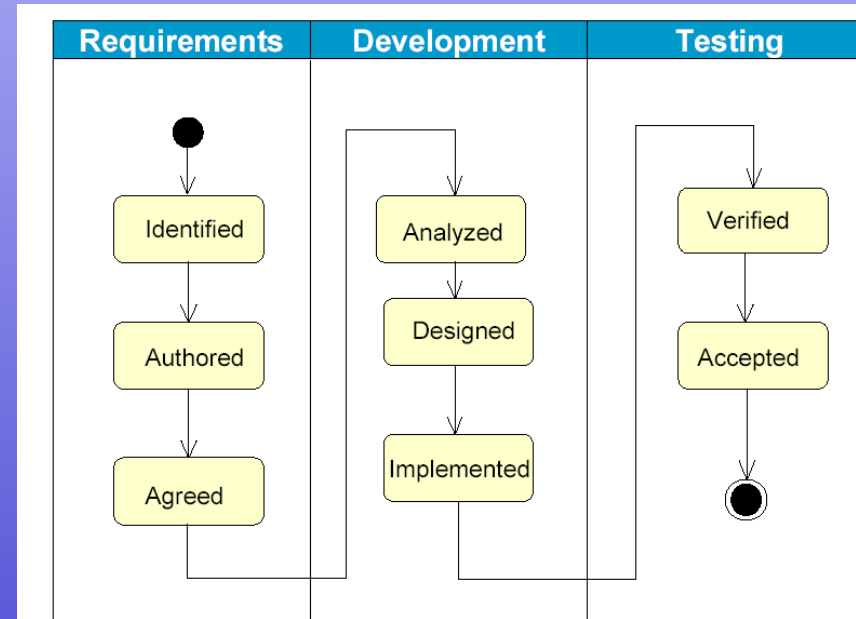 Requirements
Development
Testing
Identified
Authored
Agreed
Analyzed
Designed
Implemented
Verified
Accepted